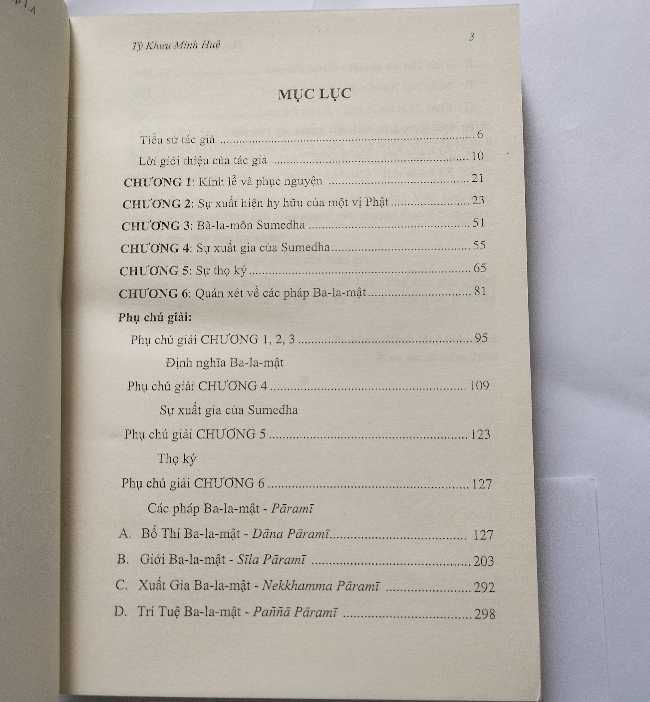 Tỳ Khưu Minh Huệ 3
MỤC LỤC
Tiểu sử tác giả ........ 6
Lời giới thiệu của tác giả ........ 10
CHƯƠNG 1: Kính lễ và phục nguyện ........ 21
CHƯƠNG 2: Sự xuất hiện hy hữu của một vị Phật ........ 23
CHƯƠNG 3: Bà-la-môn Sumedha ........ 51
CHƯƠNG 4: Sự xuất gia của Sumedha ........ 55
CHƯƠNG 5: Sự thọ ký ........ 65
CHƯƠNG 6: Quán xét về các pháp Ba-la-mật ........ 81
Phụ chú giải:
Phụ chú giải CHƯƠNG 1, 2, 3 ........ 95
Định nghĩa Ba-la-mật
Phụ chú giải CHƯƠNG 4 ........ 109
Sự xuất gia của Sumedha
Phụ chú giải CHƯƠNG 5 ........ 123
Thọ ký
Phụ chú giải CHƯƠNG 6 ........ 127
Các pháp Ba-la-mật - Pāramī
A. Bố Thí Ba-la-mật - Dāna Pāramī ........ 127
B. Giới Ba-la-mật - Sīla Pāramī ........ 203
C. Xuất Gia Ba-la-mật - Nekkhamma Pāramī ........ 292
D. Trí Tuệ Ba-la-mật - Paññā Pāramī ........ 298